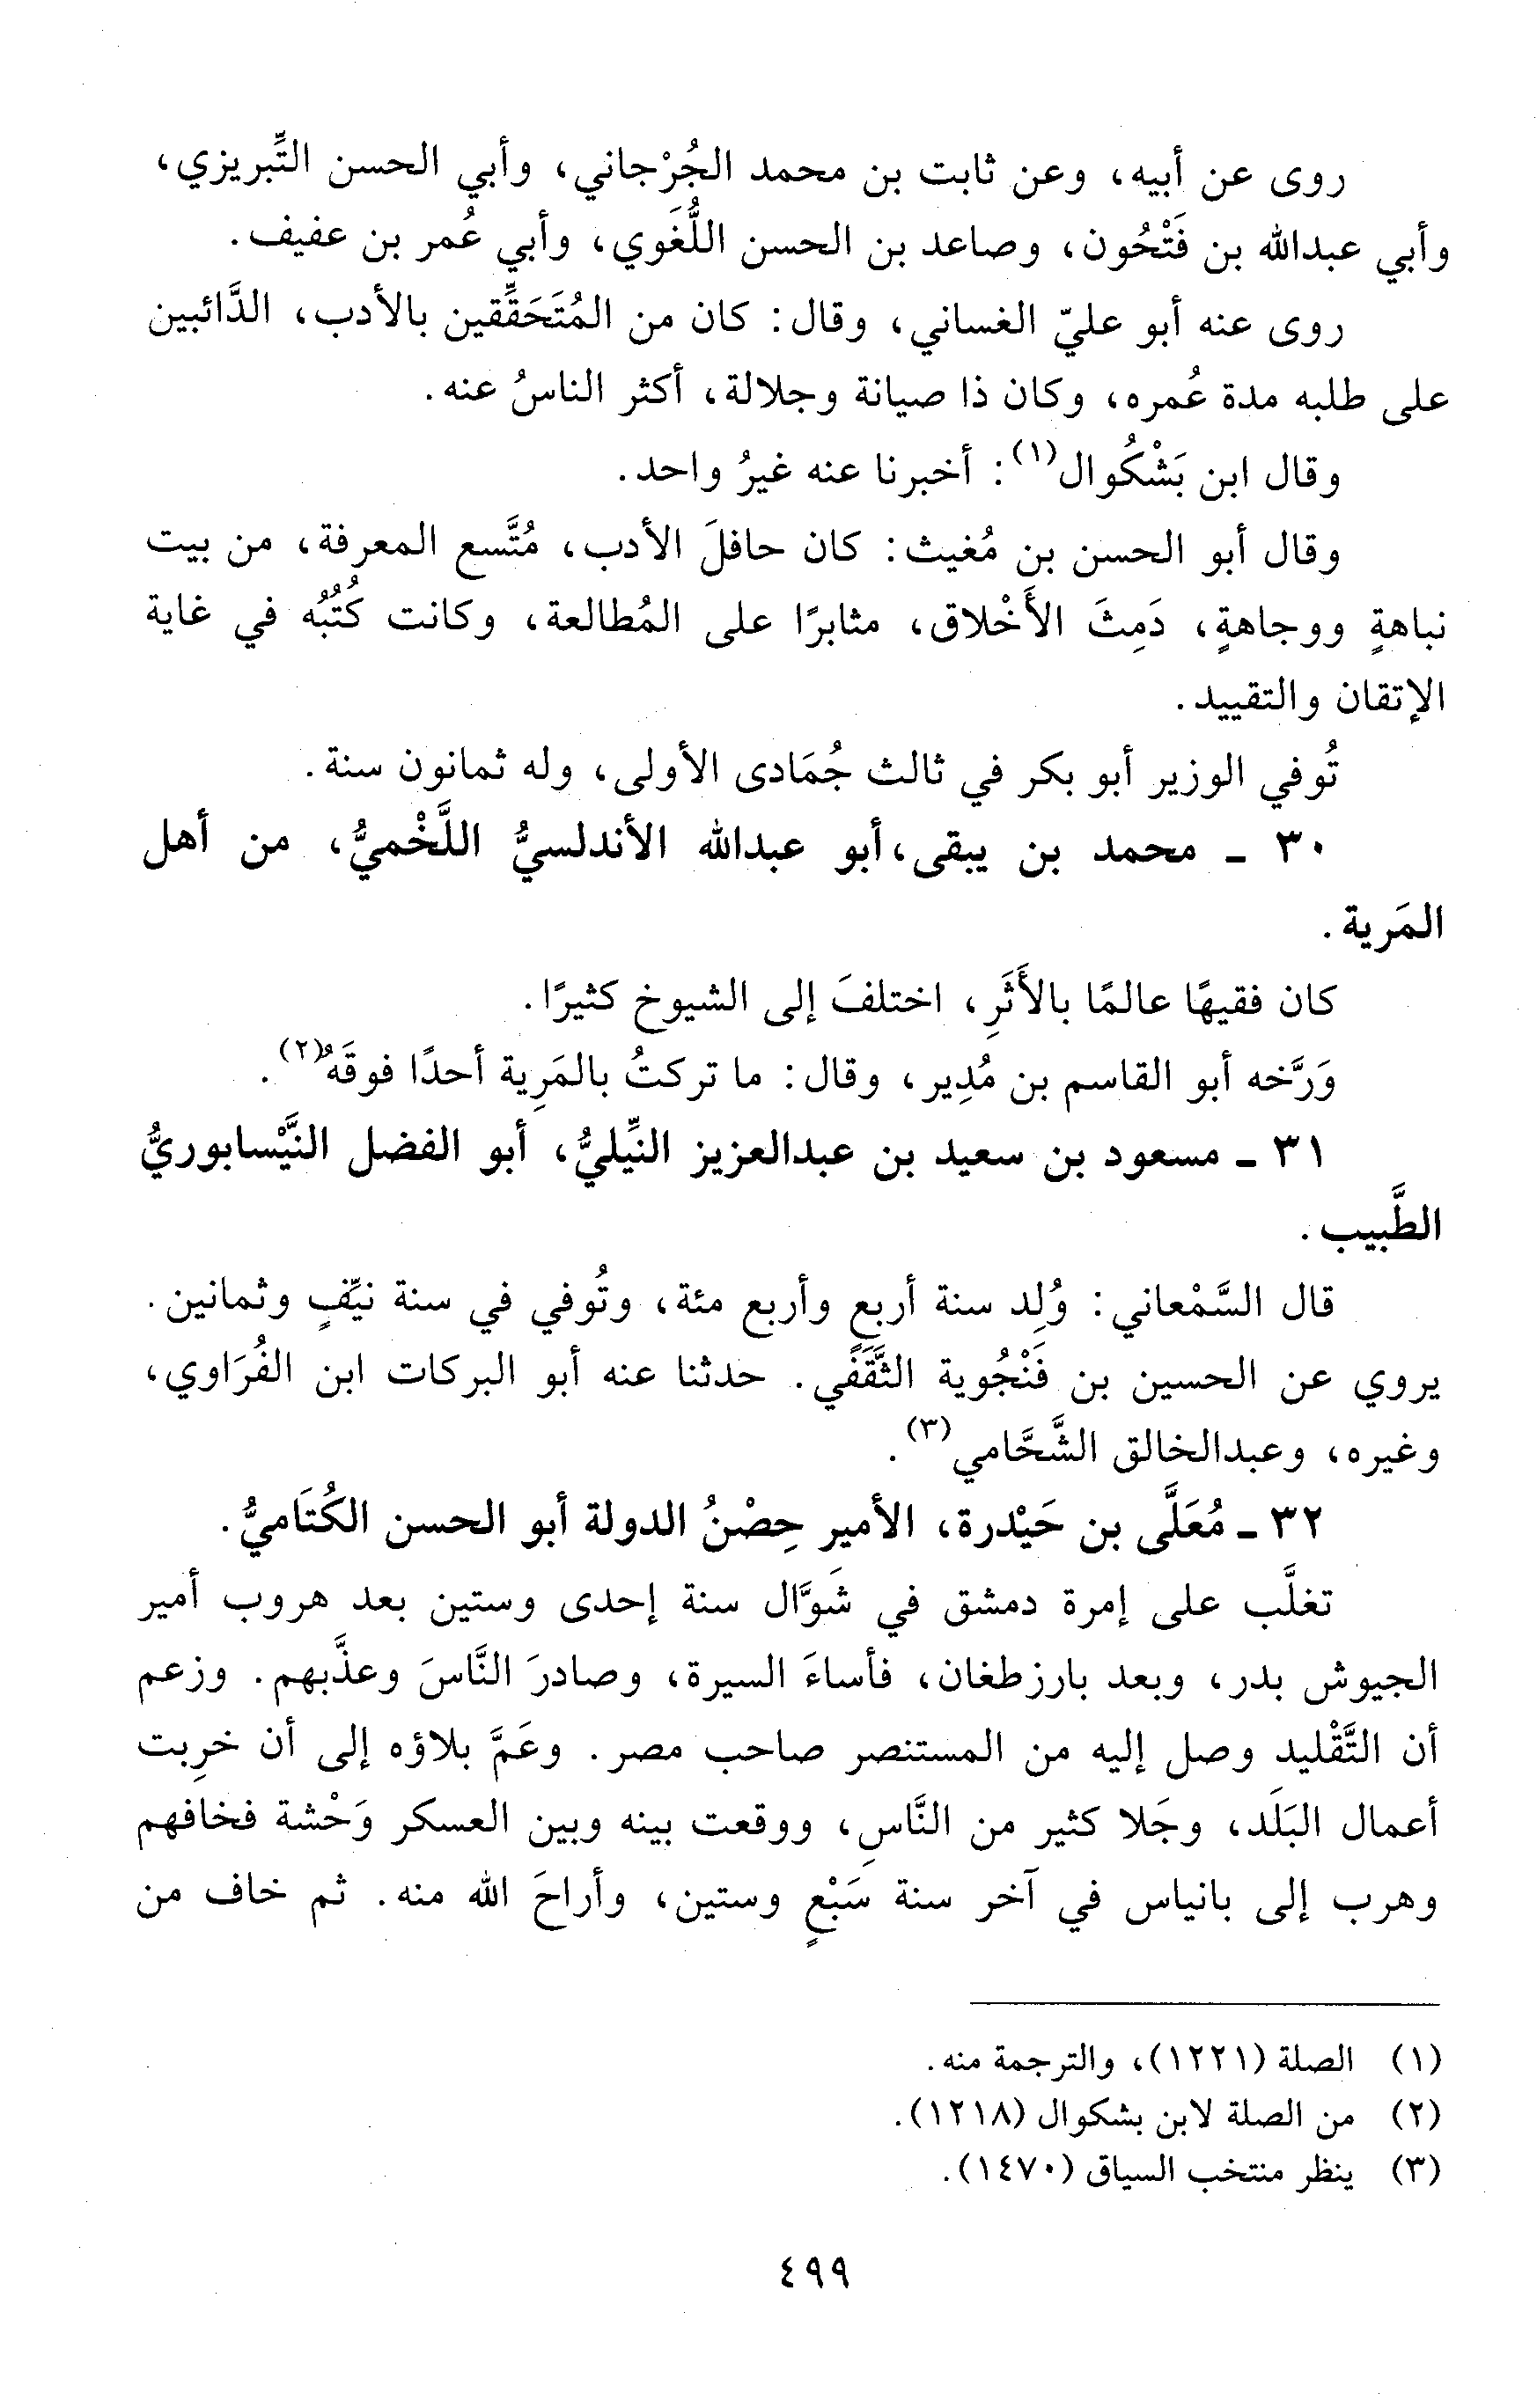 روى عن أبيه، وعن ثابت بن محمد الجُرْجاني، وأبي الحسن التِّبريزي،
وأبي عبدالله بن فَتْحُون، وصاعد بن الحسن اللُّغَوي، وأبي عُمر بن عفيف.
روى عنه أبو عليّ الغساني، وقال: كان من المُتَحَقِّقين بالأدب، الدَّائبين
على طلبه مدة عُمره، وكان ذا صيانة وجلالة، أكثر الناسُ عنه.
وقال ابن بَشْكُوال(١): أخبرنا عنه غيرُ واحد.
وقال أبو الحسن بن مُغيث: كان حافلَ الأدب، مُتَّسع المعرفة، من بيت
نباهةٍ ووجاهةٍ، دَمِثَ الأَخْلاق، مثابرًا على المُطالعة، وكانت كُتُبُه في غاية
الإتقان والتقييد.
تُوفي الوزير أبو بكر في ثالث جُمَادى الأولى، وله ثمانون سنة.
٣٠ ـ محمد بن يبقى، أبو عبدالله الأندلسيُّ اللَّخْميُّ، من أهل
المَرية.
كان فقيهًا عالمًا بالأَثَرِ، اختلفَ إلى الشيوخ كثيرًا.
وَرَّخه أبو القاسم بن مُدِير، وقال: ما تركتُ بالمَرِية أحدًا فوقَهُ(٢).
٣١ ـ مسعود بن سعيد بن عبدالعزيز النِّيليُّ، أبو الفضل النَّيْسابوريُّ
الطَّبيب.
قال السَّمْعاني: وُلِد سنة أربعٍ وأربع مئة، وتُوفي في سنة نيِّفٍ وثمانين.
يروي عن الحسين بن فَنْجُوية الثَّقَفَي. حدثنا عنه أبو البركات ابن الفُرَاوي،
وغيره، وعبدالخالق الشَّحَّامي(٣).
٣٢ ـ مُعَلَّى بن حَيْدرة، الأمير حِصْنُ الدولة أبو الحسن الكُتَاميُّ.
تغلَّب على إمرة دمشق في شَوَّال سنة إحدى وستين بعد هروب أمير
الجيوش بدر، وبعد بارزطغان، فأساءَ السيرة، وصادرَ النَّاسَ وعذَّبهم. وزعم
أن التَّقْليد وصل إليه من المستنصر صاحب مصر. وعَمَّ بلاؤه إلى أن خرِبت
أعمال البَلَد، وجَلا كثير من النَّاسِ، ووقعت بينه وبين العسكر وَحْشة فخافهم
وهرب إلى بانياس في آخر سنة سَبْعٍ وستين، وأراحَ الله منه. ثم خاف من
(١) الصلة (١٢٢١)، والترجمة منه.
(٢) من الصلة لابن بشكوال (١٢١٨).
(٣) ينظر منتخب السياق (١٤٧٠).
٤٩٩